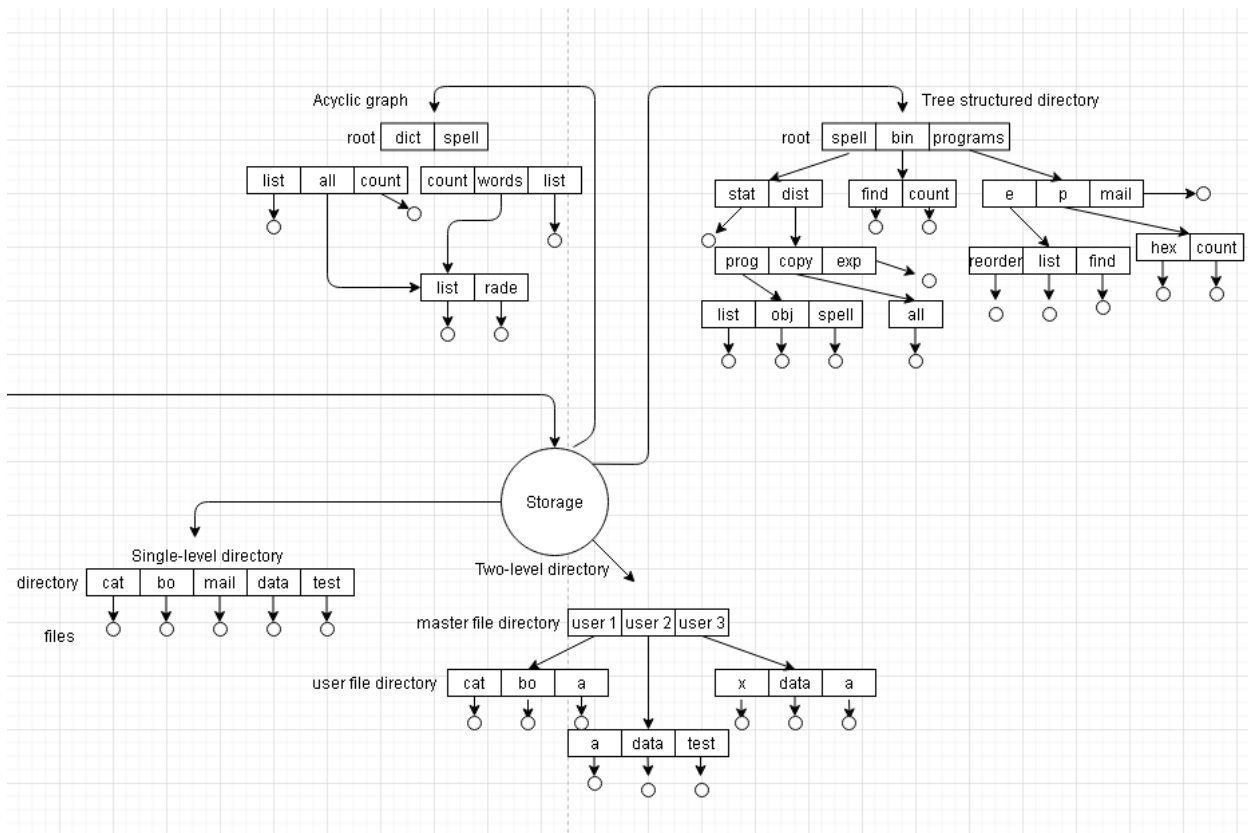 Acyclic graph
root dict spell
list all count
count words list
list rade
Tree structured directory
root spell bin programs
stat dist
find count
e p mail
prog copy exp
reorder list find
hex count
list obj spell
all
Storage
Single-level directory
directory cat bo mail data test
files
Two-level directory
master file directory user 1 user 2 user 3
user file directory cat bo a
x data a
a data test